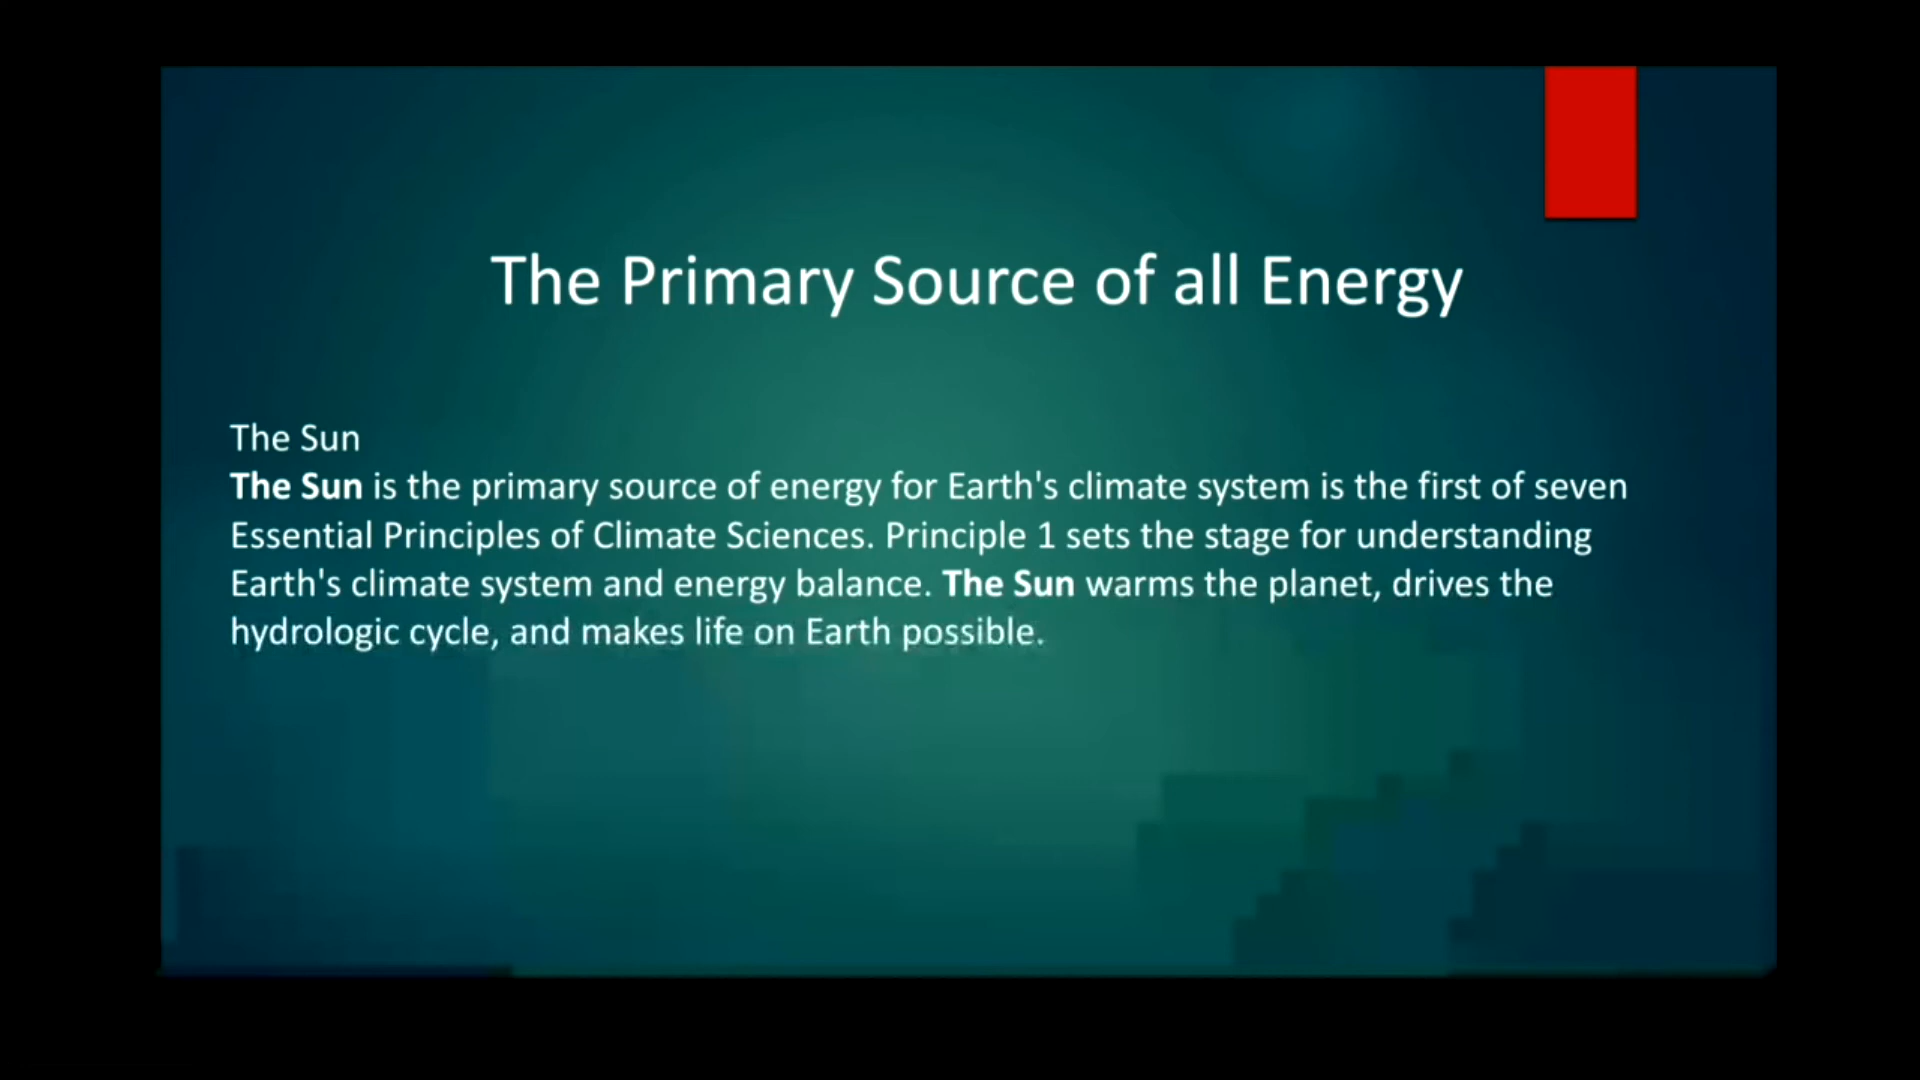 The Primary Source of all Energy
The Sun
The Sun is the primary source of energy for Earth's climate system is the first of seven
Essential Principles of Climate Sciences. Principle 1 sets the stage for understanding
Earth's climate system and energy balance. The Sun warms the planet, drives the
hydrologic cycle, and makes life on Earth possible.